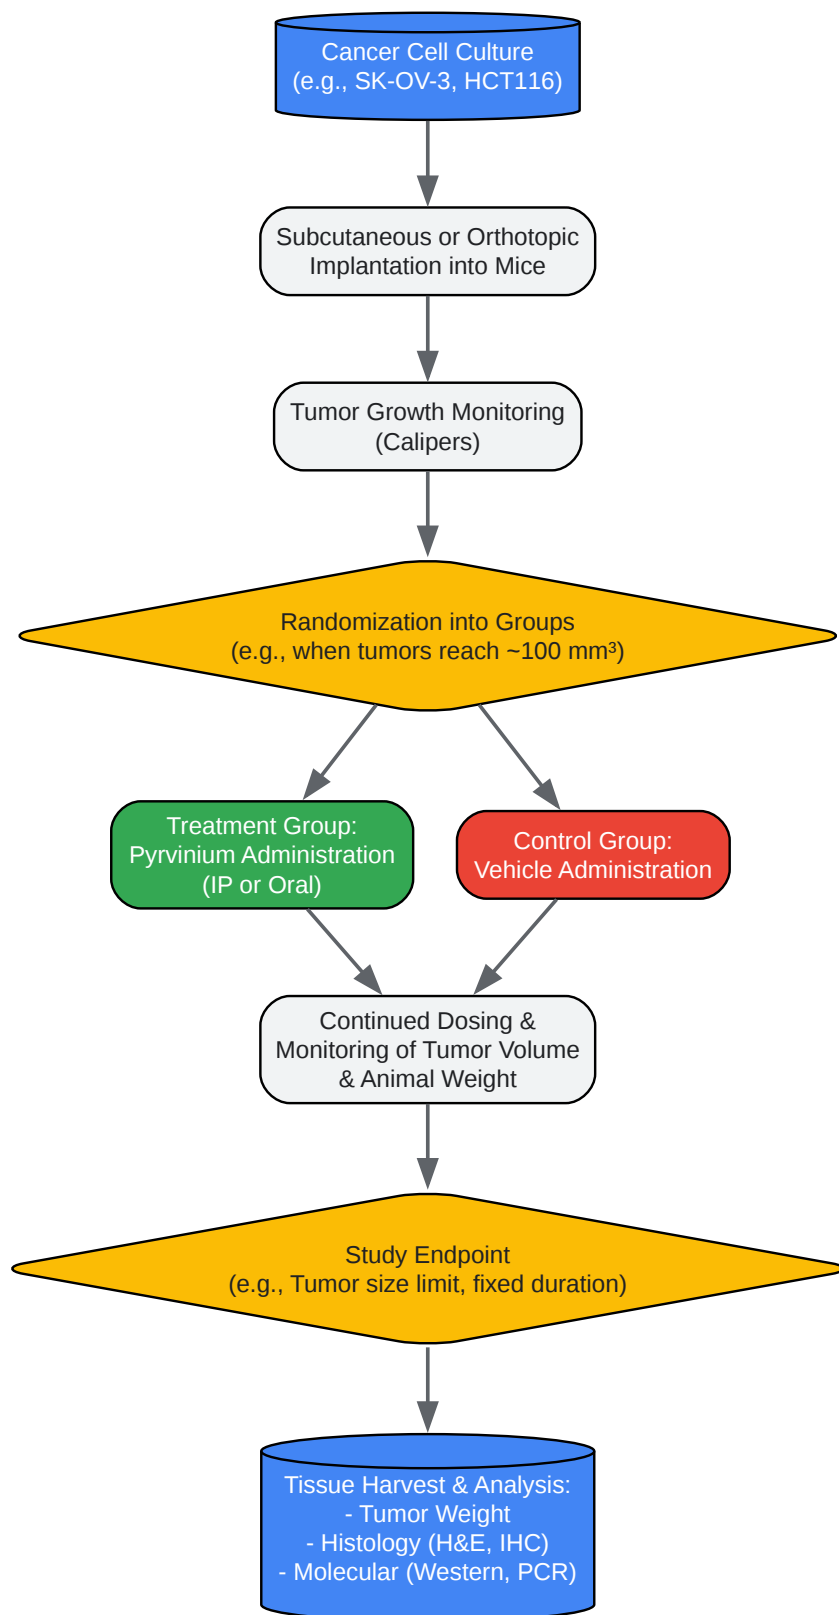 Cancer Cell Culture
(e.g., SK-OV-3, HCT116)
Subcutaneous or Orthotopic
Implantation into Mice
Tumor Growth Monitoring
(Calipers)
Randomization into Groups
(e.g., when tumors reach ~100 mm³)
Treatment Group:
Pyrvinium Administration
(IP or Oral)
Control Group:
Vehicle Administration
Continued Dosing &
Monitoring of Tumor Volume
& Animal Weight
Study Endpoint
(e.g., Tumor size limit, fixed duration)
Tissue Harvest & Analysis:
- Tumor Weight
- Histology (H&E, IHC)
- Molecular (Western, PCR)